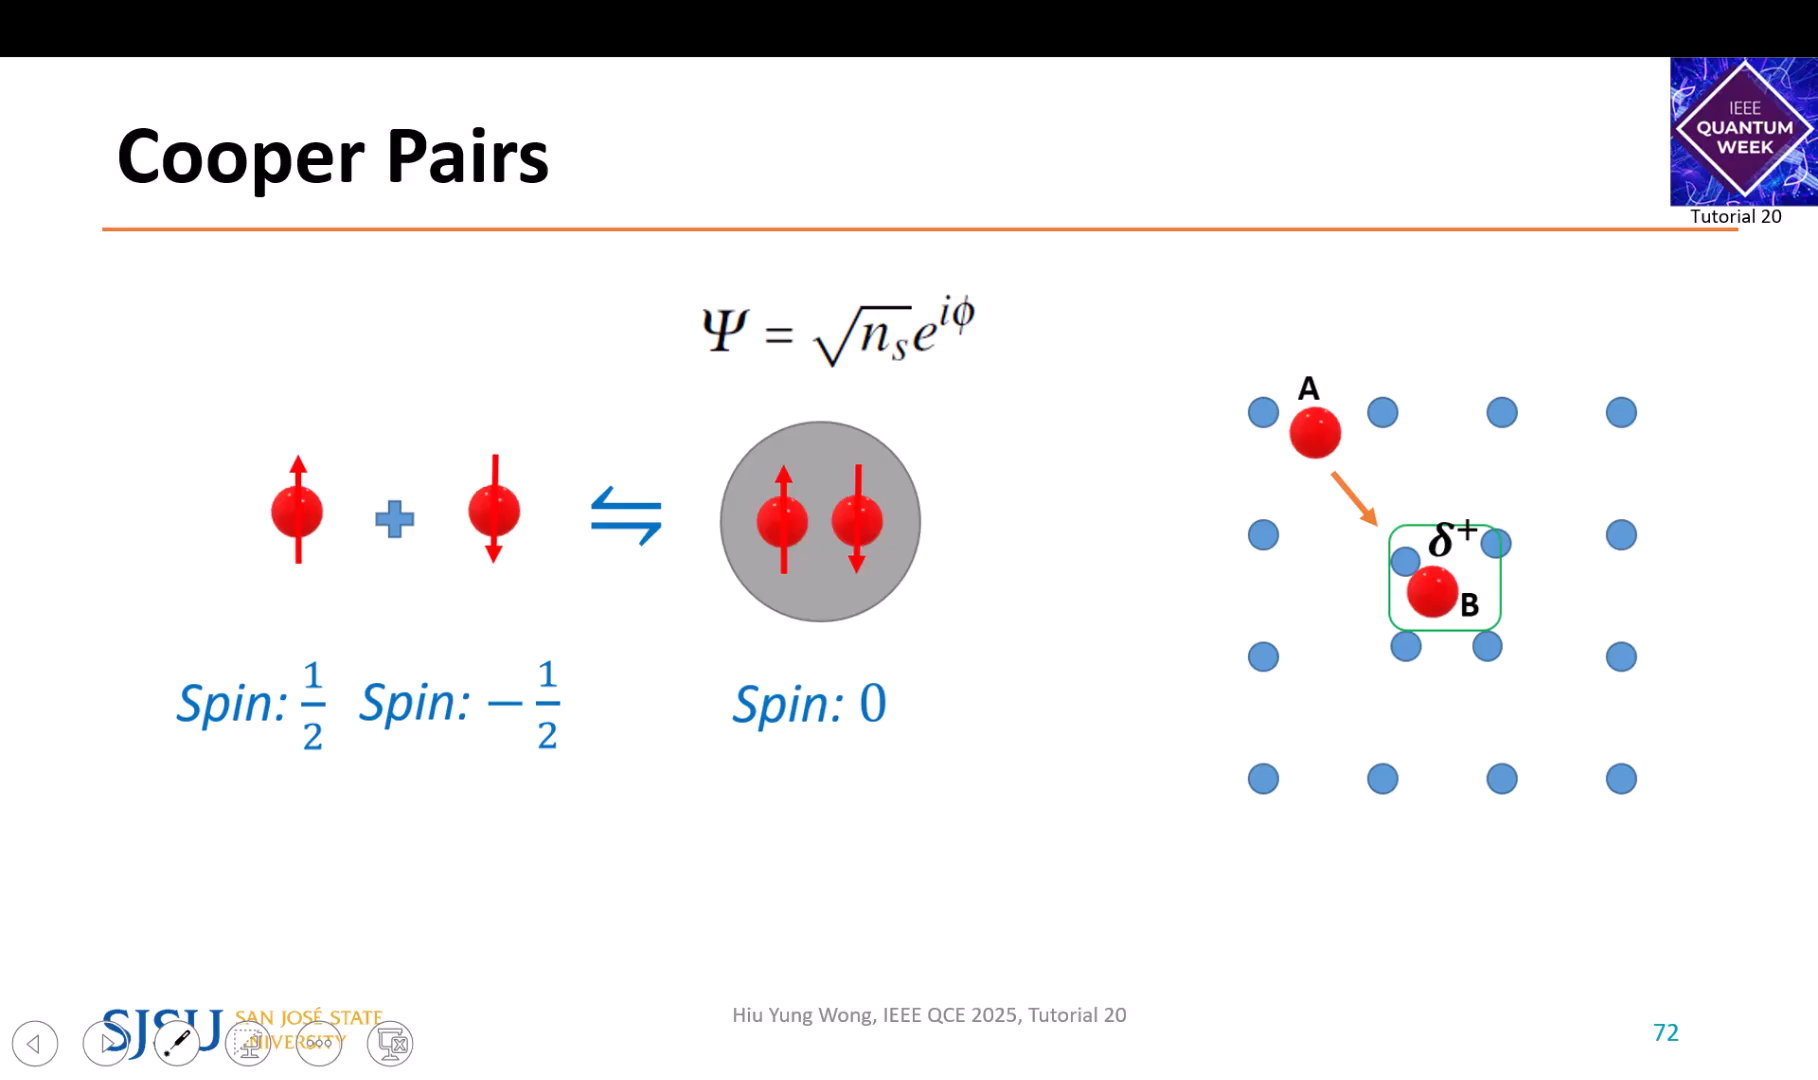 IEEE
QUANTUM
WEEK
Tutorial 20
Cooper Pairs
Ψ = √nₛe^{iϕ}
A
δ⁺
B
Spin: 1/2 Spin: − 1/2 Spin: 0
SJSU SAN JOSÉ STATE
UNIVERSITY
Hiu Yung Wong, IEEE QCE 2025, Tutorial 20
72